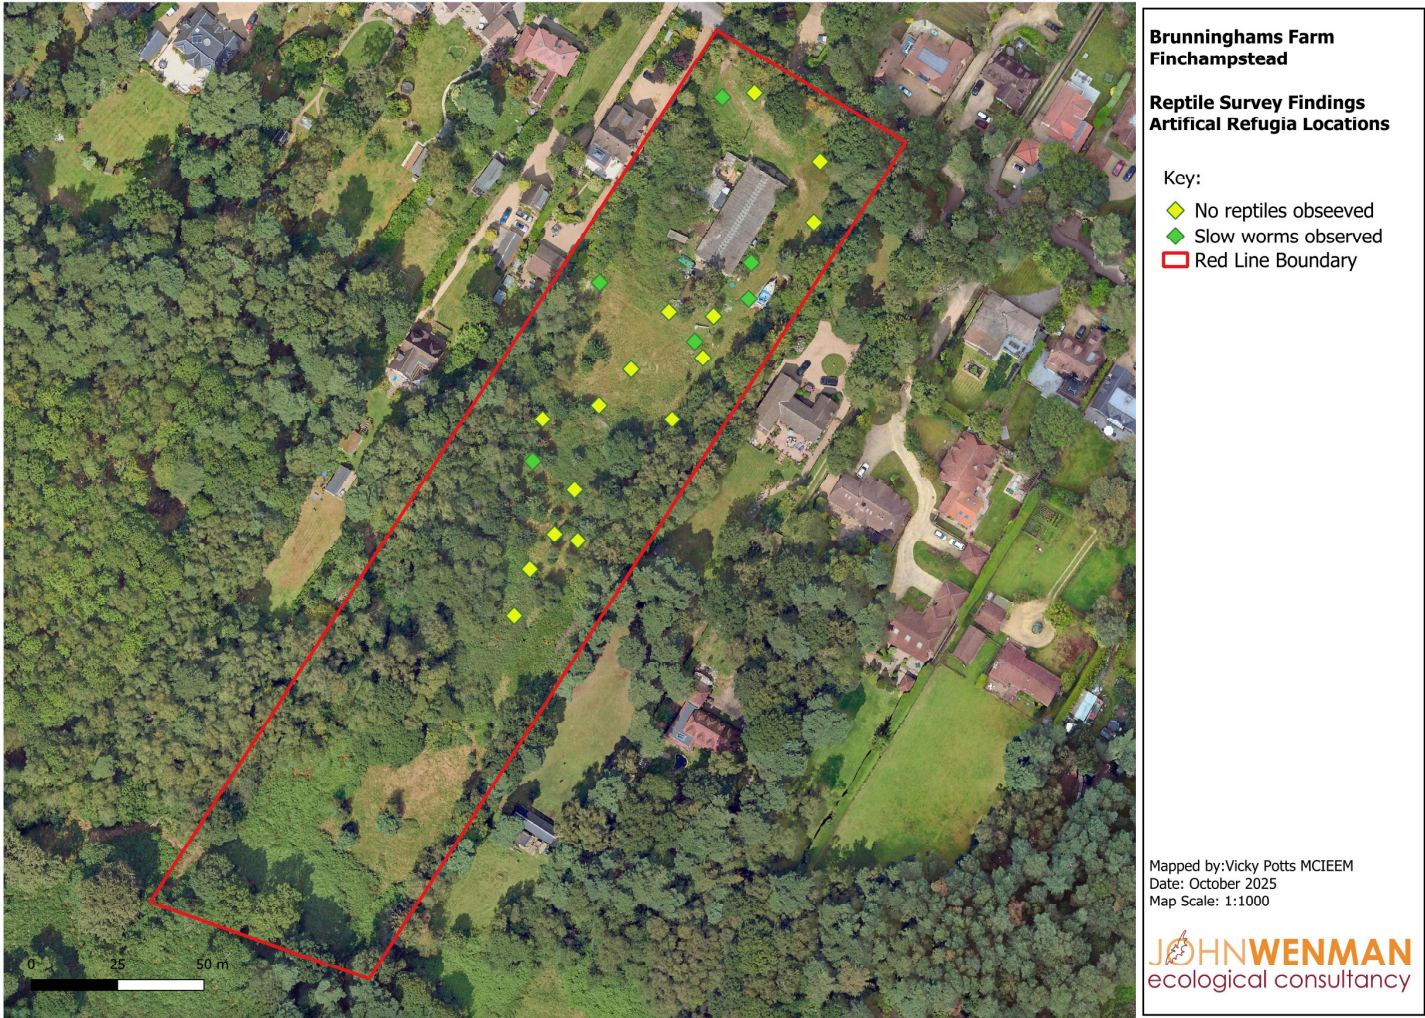 Brunninghams Farm
Finchampstead
Reptile Survey Findings
Artifical Refugia Locations
Key:
No reptiles obseeved
Slow worms observed
Red Line Boundary
Mapped by:Vicky Potts MCIEEM
Date: October 2025
Map Scale: 1:1000
JOHNWENMAN
ecological consultancy
0 25 50 m